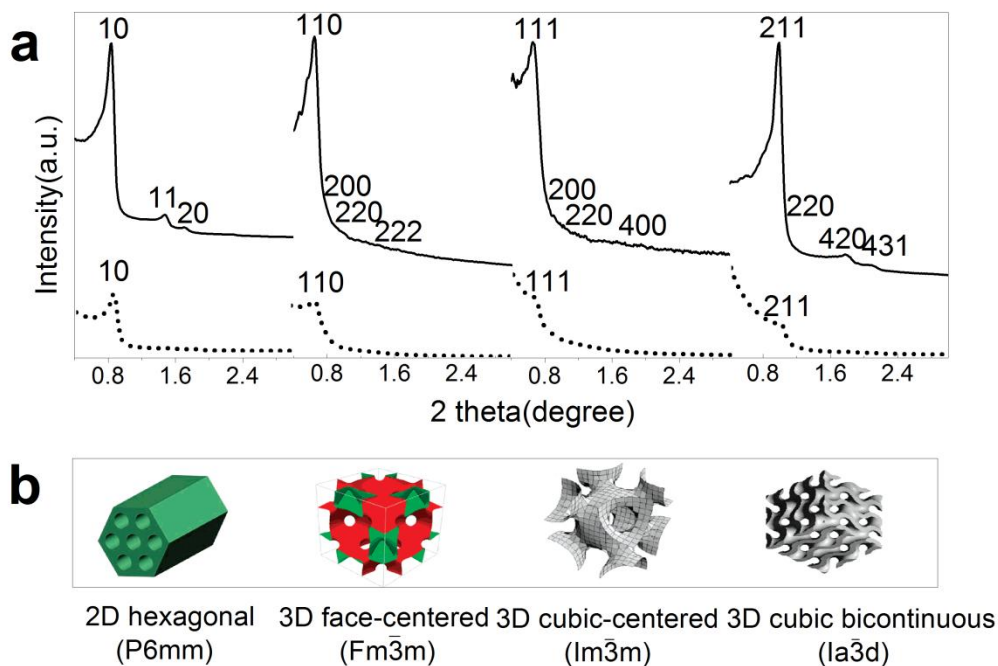 a
Intensity(a.u.)
10
11
20
10
110
200
220
222
110
111
200
220
400
111
211
220
420
431
211
0.8 1.6 2.4 0.8 1.6 2.4 0.8 1.6 2.4 0.8 1.6 2.4
2 theta(degree)
b
2D hexagonal
(P6mm)
3D face-centered
(Fm3̄m)
3D cubic-centered
(Im3̄m)
3D cubic bicontinuous
(Ia3̄d)